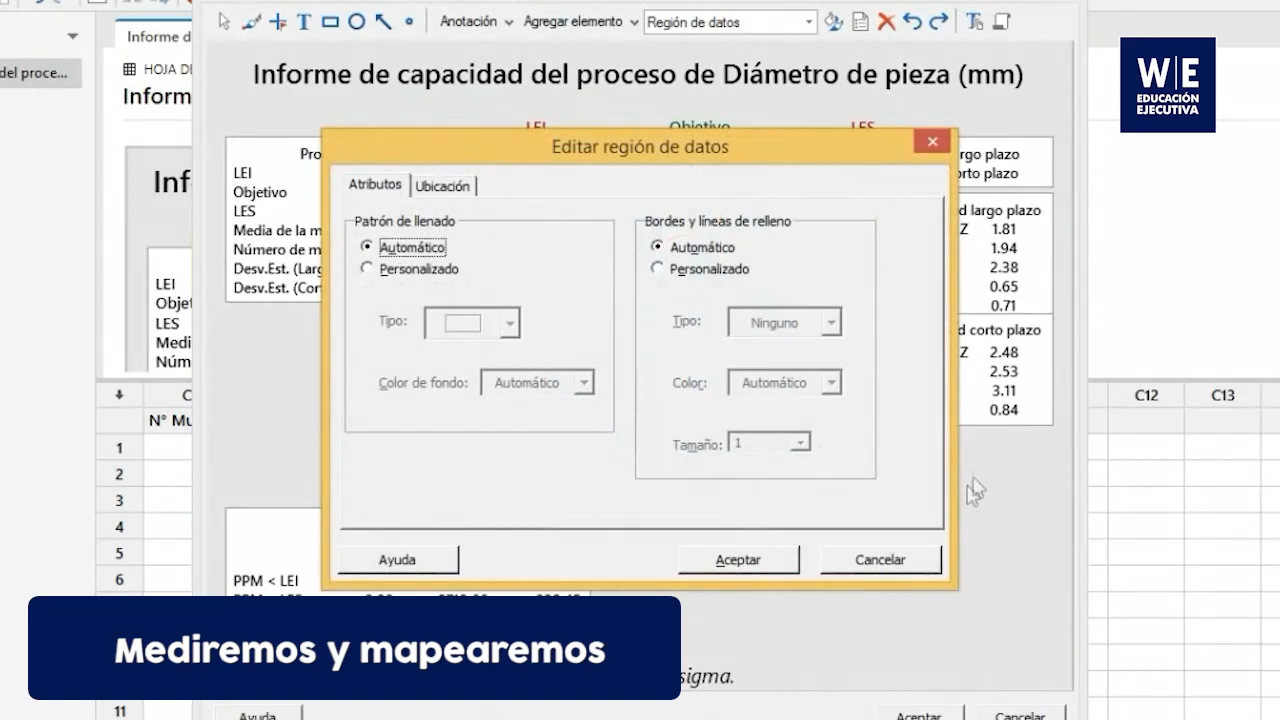 Anotación
Agregar elemento
Región de datos
Informe d
del proce...
HOJA DE
Inform
Informe de capacidad del proceso de Diámetro de pieza (mm)
W|E
EDUCACIÓN
EJECUTIVA
LEI Objetivo LES
Editar región de datos
Atributos
Ubicación
Patrón de llenado
Automático
Personalizado
Tipo:
Color de fondo:
Automático
Bordes y líneas de relleno
Automático
Personalizado
Tipo:
Ninguno
Color:
Automático
Tamaño:
1
Ayuda
Aceptar
Cancelar
Pro
LEI
Objetivo
LES
Media de la m
Número de m
Desv.Est. (Larg
Desv.Est. (Cor
rgo plazo
orto plazo
d largo plazo
Z 1.81
1.94
2.38
0.65
0.71
d corto plazo
Z 2.48
2.53
3.11
0.84
Inf
LEI
Objet
LES
Medi
Núm
C
C12
C13
N° Mu
1
2
3
4
5
6
11
PPM < LEI
Mediremos y mapearemos
sigma.
Ayuda
Aceptar
Cancelar